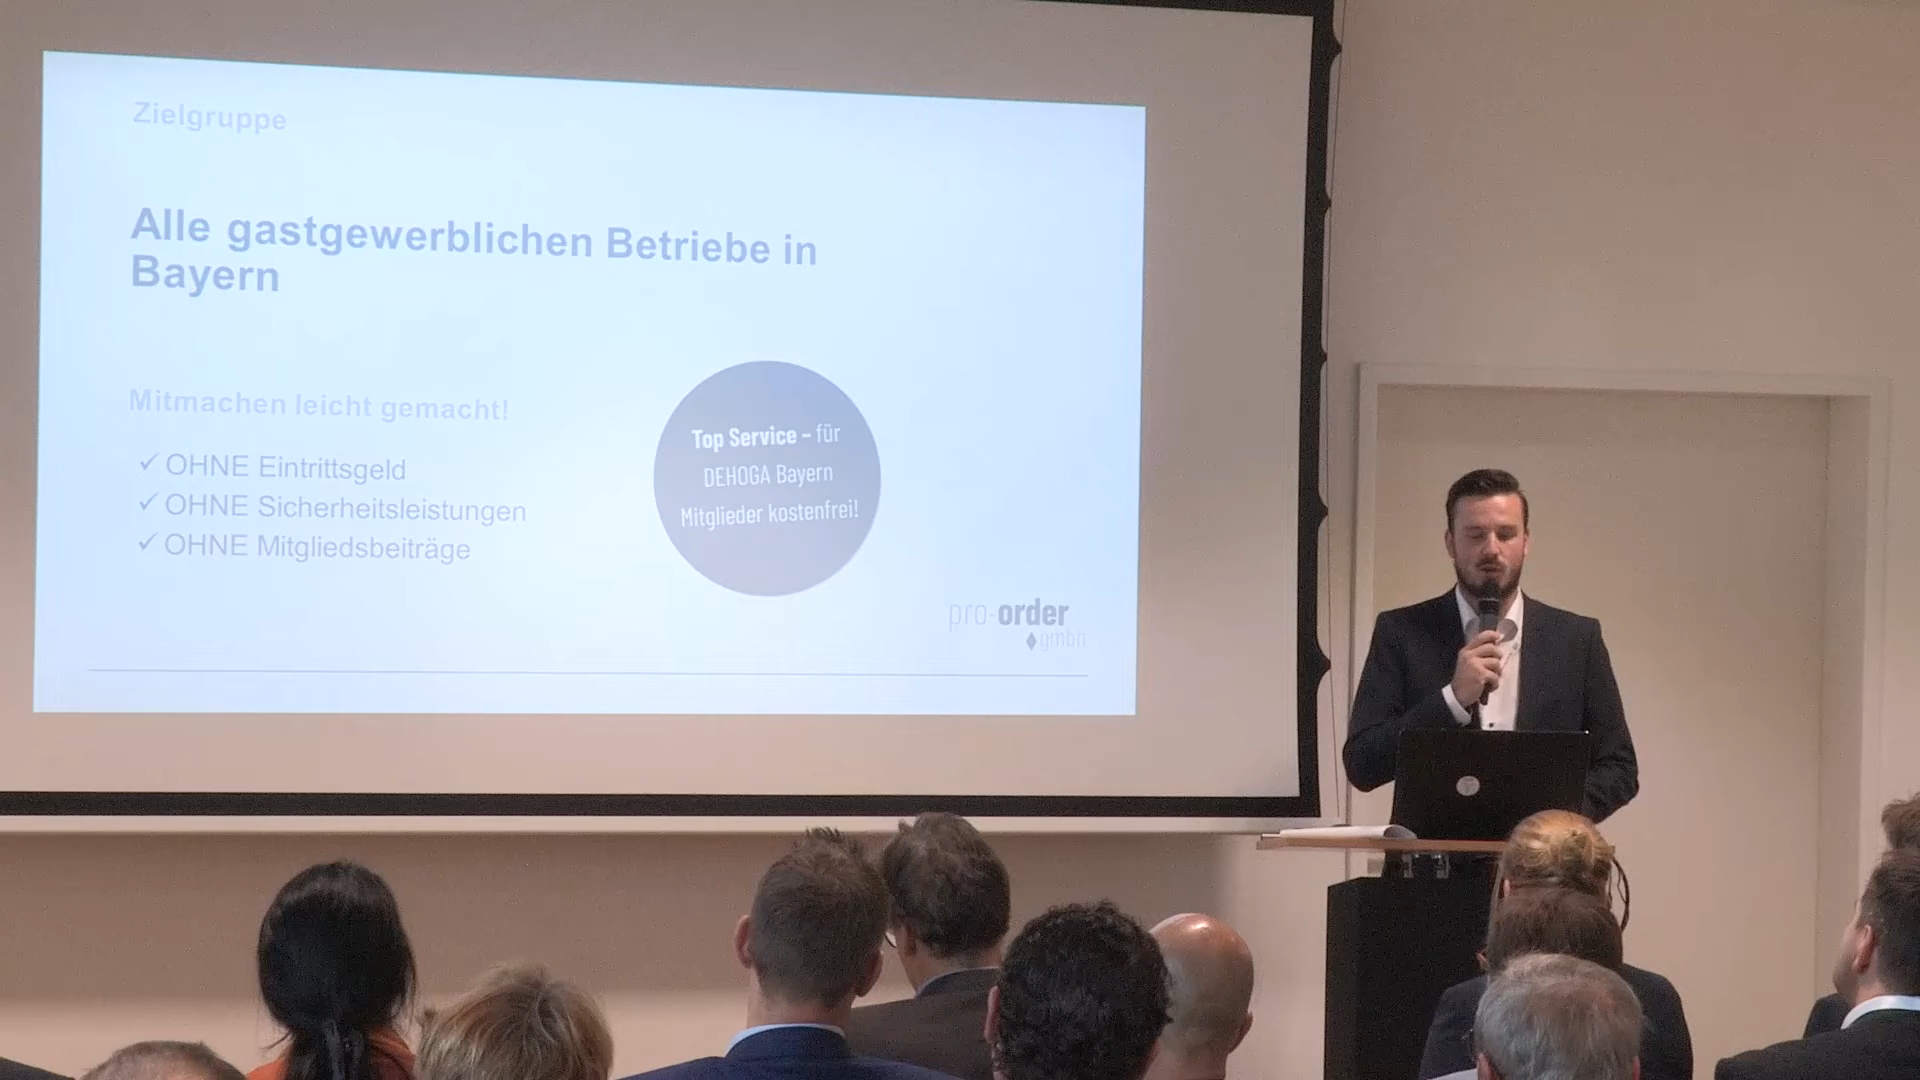 Zielgruppe
Alle gastgewerblichen Betriebe in
Bayern
Mitmachen leicht gemacht!
✓ OHNE Eintrittsgeld
✓ OHNE Sicherheitsleistungen
✓ OHNE Mitgliedsbeiträge
Top Service – für
DEHOGA Bayern
Mitglieder kostenfrei!
pro-order
gmbh